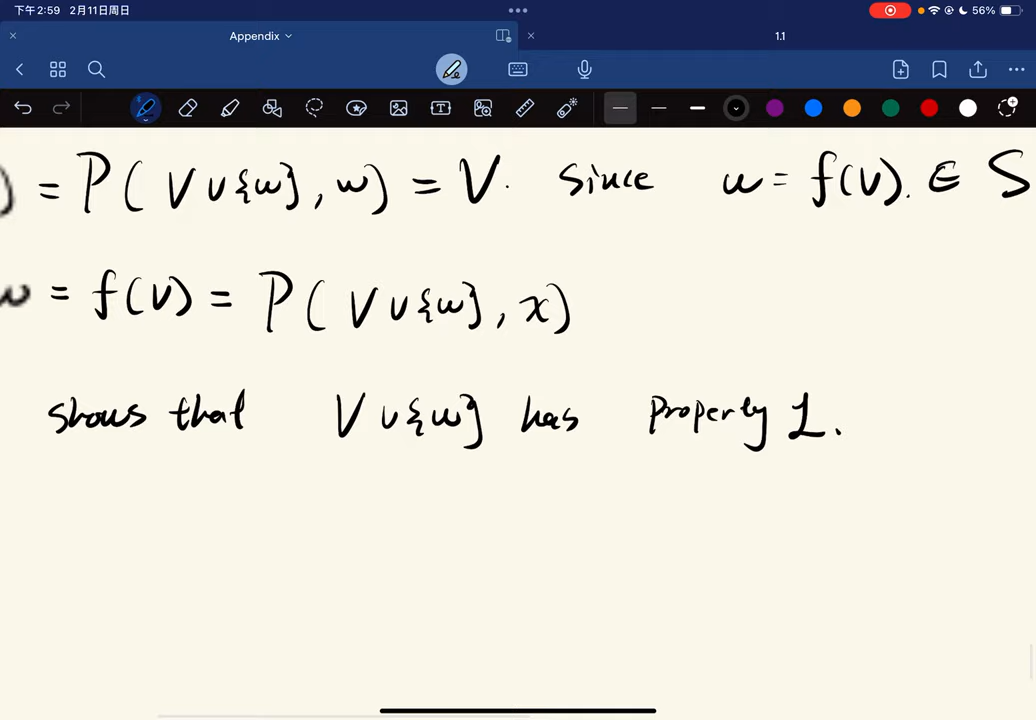 下午2:59 2月11日周日
56%
Appendix
1.1
) = P( V ∪ {w}, w) = V. since w = f(V). ∈ S
w = f(V) = P( V ∪ {w}, x)
shows that V ∪ {w} has property L.